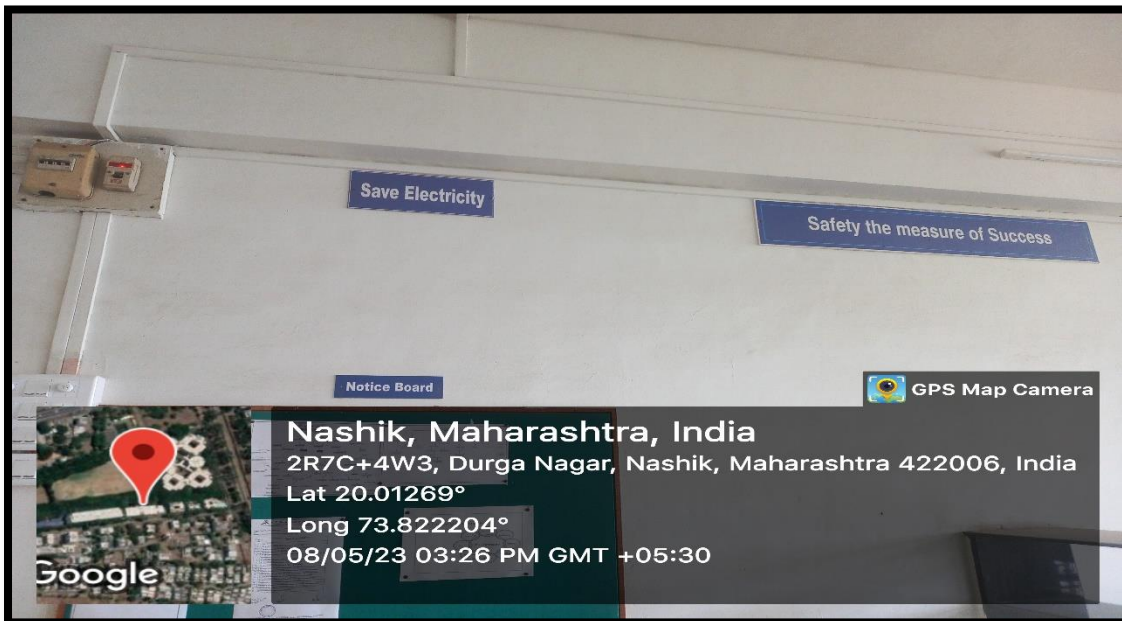 Save Electricity
Safety the measure of Success
Notice Board
GPS Map Camera
Nashik, Maharashtra, India
2R7C+4W3, Durga Nagar, Nashik, Maharashtra 422006, India
Lat 20.01269°
Long 73.822204°
08/05/23 03:26 PM GMT +05:30
Google